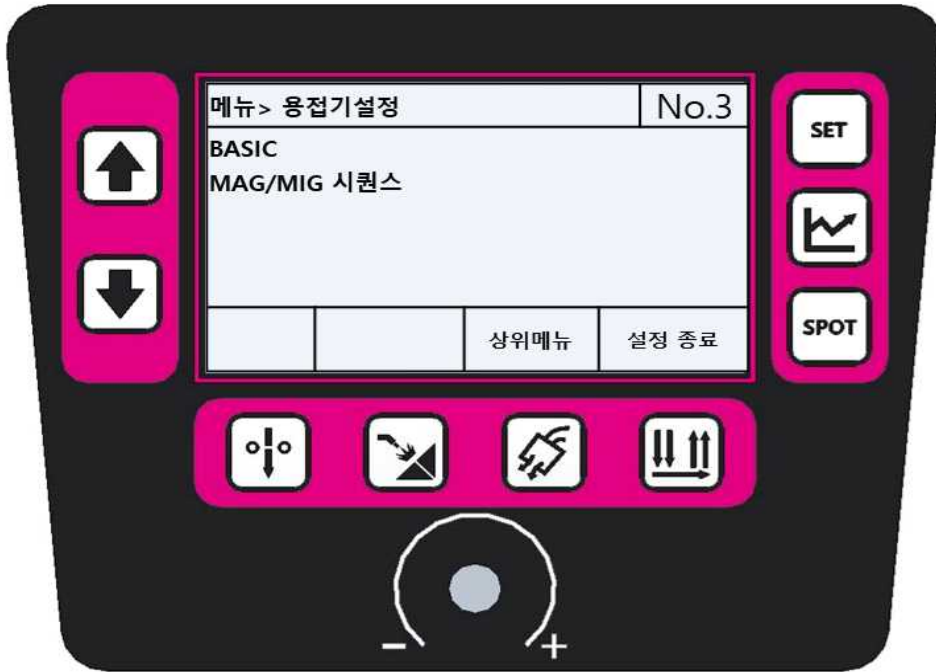 메뉴> 용접기설정
No.3
BASIC
MAG/MIG 시퀀스
상위메뉴
설정 종료
SET
SPOT
- +